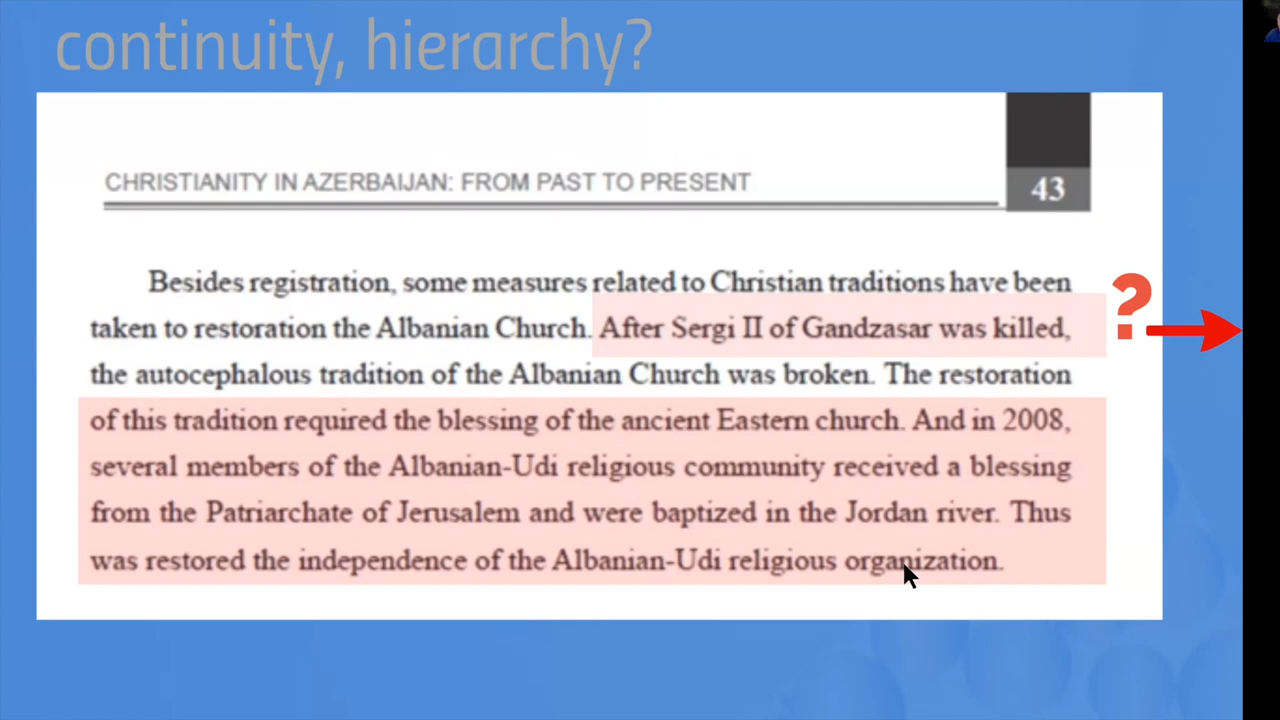 continuity, hierarchy?
CHRISTIANITY IN AZERBAIJAN: FROM PAST TO PRESENT
43
Besides registration, some measures related to Christian traditions have been
taken to restoration the Albanian Church. After Sergi II of Gandzasar was killed,
?
the autocephalous tradition of the Albanian Church was broken. The restoration
of this tradition required the blessing of the ancient Eastern church. And in 2008,
several members of the Albanian-Udi religious community received a blessing
from the Patriarchate of Jerusalem and were baptized in the Jordan river. Thus
was restored the independence of the Albanian-Udi religious organization.